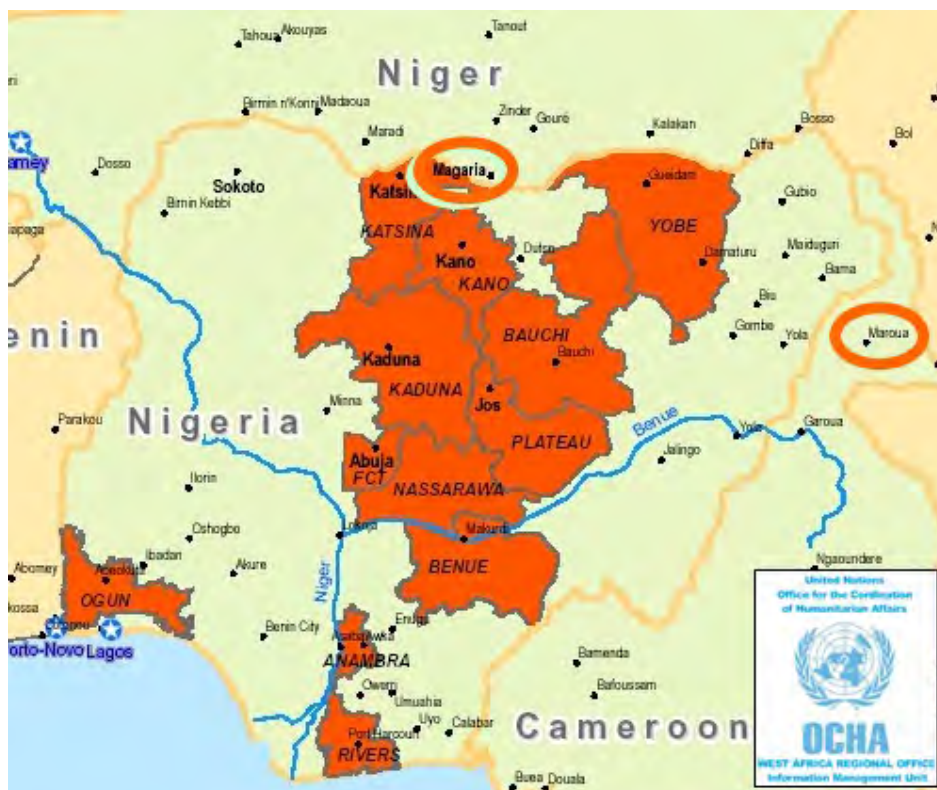 Tahoua
Akouyas
Tanout
Niger
Birnin n'Konni
Madaoua
Zinder
Gouré
Kalakan
Bosso
Bol
Maradi
Diffa
Dosso
Sokoto
Birnin Kebbi
Magaria
Gueidam
Gubio
KATSINA
YOBE
Kano
KANO
Dutse
Damaturu
Maiduguri
Bama
Biu
Gombe
Yola
Maroua
enin
BAUCHI
Bauchi
Kaduna
KADUNA
Jos
Minna
Parakou
Nigeria
PLATEAU
Benue
Yola
Garoua
Jalingo
Abuja
FCT
NASSARAWA
Ilorin
Oshogbo
Lokoja
Makurdi
Ibadan
Abomey
Abeokuta
Akure
BENUE
Ngaoundere
OGUN
Niger
kossa
Benin City
Enugu
Asaba
Awka
orto-Novo
Lagos
ANAMBRA
Owerri
Umuahia
Bamenda
Bafoussam
Uyo
Calabar
Port Harcourt
RIVERS
Cameroon
Buea
Douala
United Nations
Office for the Cordination
of Humanitarian Affairs
OCHA
WEST AFRICA REGIONAL OFFICE
Information Management Unit